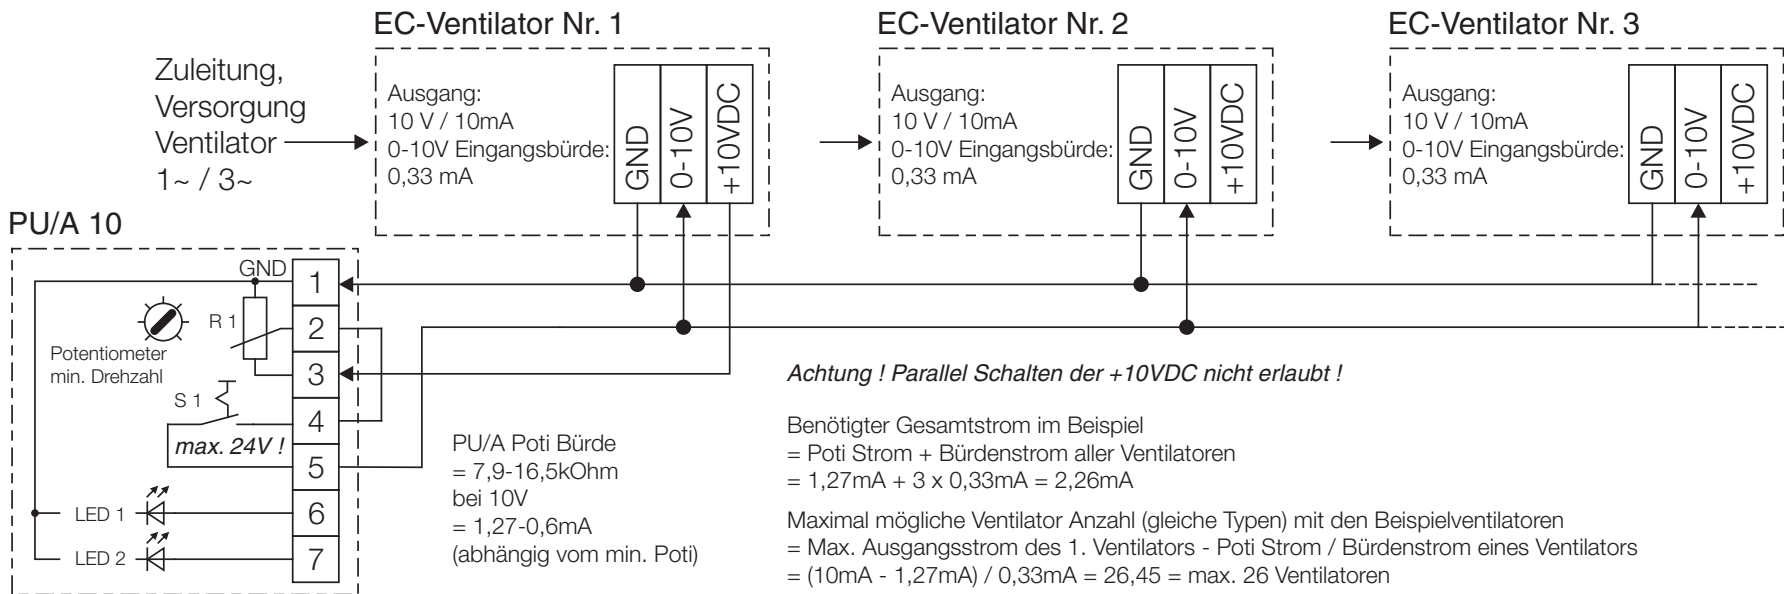 EC-Ventilator Nr. 1
EC-Ventilator Nr. 2
EC-Ventilator Nr. 3
Zuleitung,
Versorgung
Ventilator
1~ / 3~
Ausgang:
10 V / 10mA
0-10V Eingangsbürde:
0,33 mA
GND
0-10V
+10VDC
Ausgang:
10 V / 10mA
0-10V Eingangsbürde:
0,33 mA
GND
0-10V
+10VDC
Ausgang:
10 V / 10mA
0-10V Eingangsbürde:
0,33 mA
GND
0-10V
+10VDC
PU/A 10
GND
1
R 1
2
Potentiometer
min. Drehzahl
3
S 1
4
max. 24V !
5
LED 1
6
LED 2
7
PU/A Poti Bürde
= 7,9-16,5kOhm
bei 10V
= 1,27-0,6mA
(abhängig vom min. Poti)
Achtung ! Parallel Schalten der +10VDC nicht erlaubt !
Benötigter Gesamtstrom im Beispiel
= Poti Strom + Bürdenstrom aller Ventilatoren
= 1,27mA + 3 x 0,33mA = 2,26mA
Maximal mögliche Ventilator Anzahl (gleiche Typen) mit den Beispielventilatoren
= Max. Ausgangsstrom des 1. Ventilators - Poti Strom / Bürdenstrom eines Ventilators
= (10mA - 1,27mA) / 0,33mA = 26,45 = max. 26 Ventilatoren